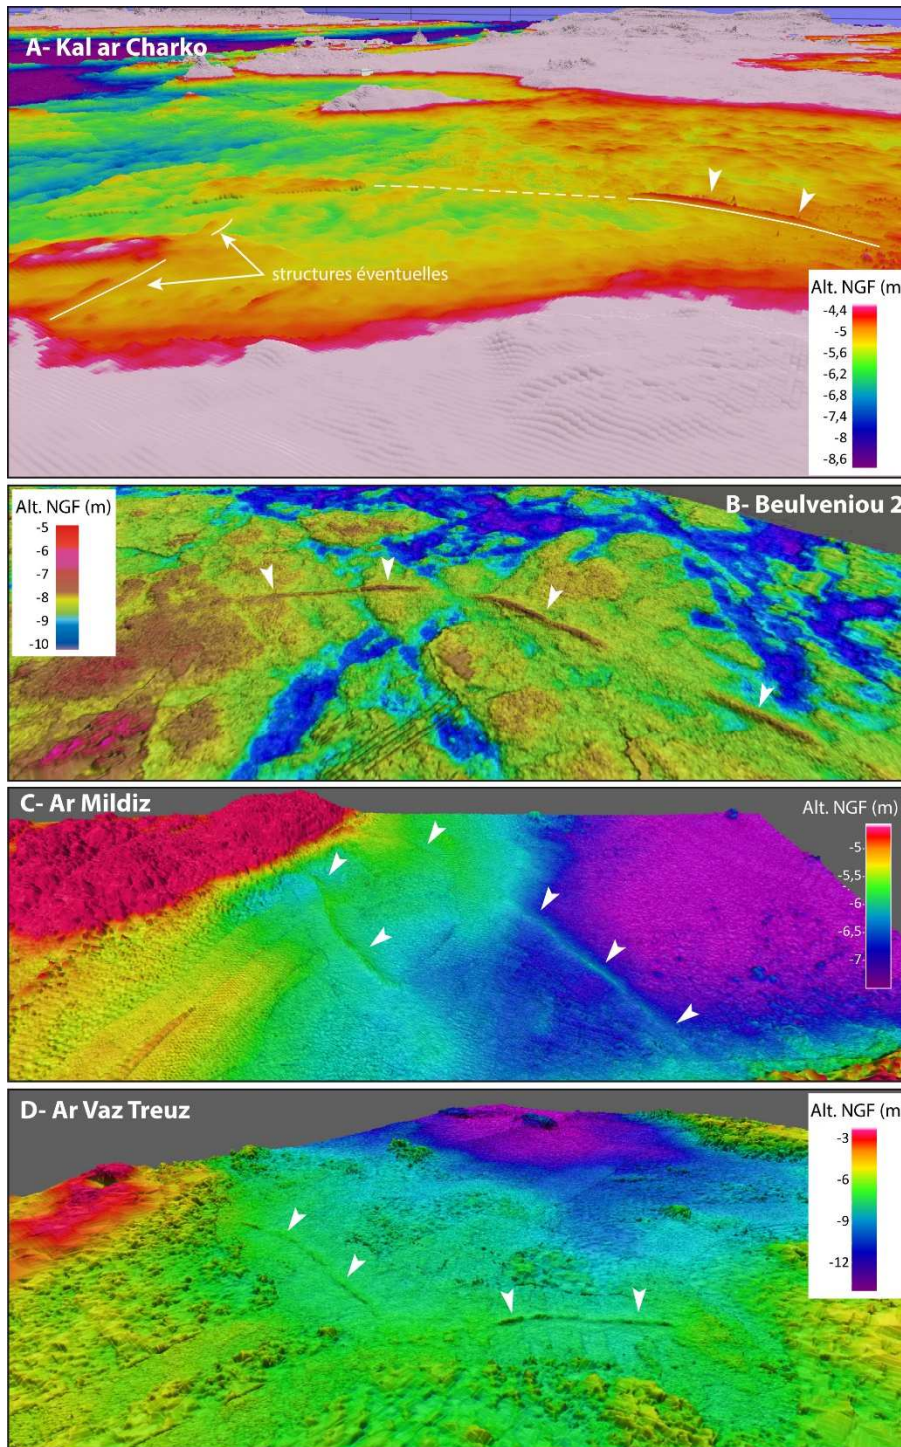 A- Kal ar Charko
structures éventuelles
Alt. NGF (m
-4,4
-5
-5,6
-6,2
-6,8
-7,4
-8
-8,6
Alt. NGF (m)
-5
-6
-7
-8
-9
-10
B- Beulveniou 2
C- Ar Mildiz
Alt. NGF (m)
-5
-5,5
-6
-6,5
-7
D- Ar Vaz Treuz
Alt. NGF (m
-3
-6
-9
-12